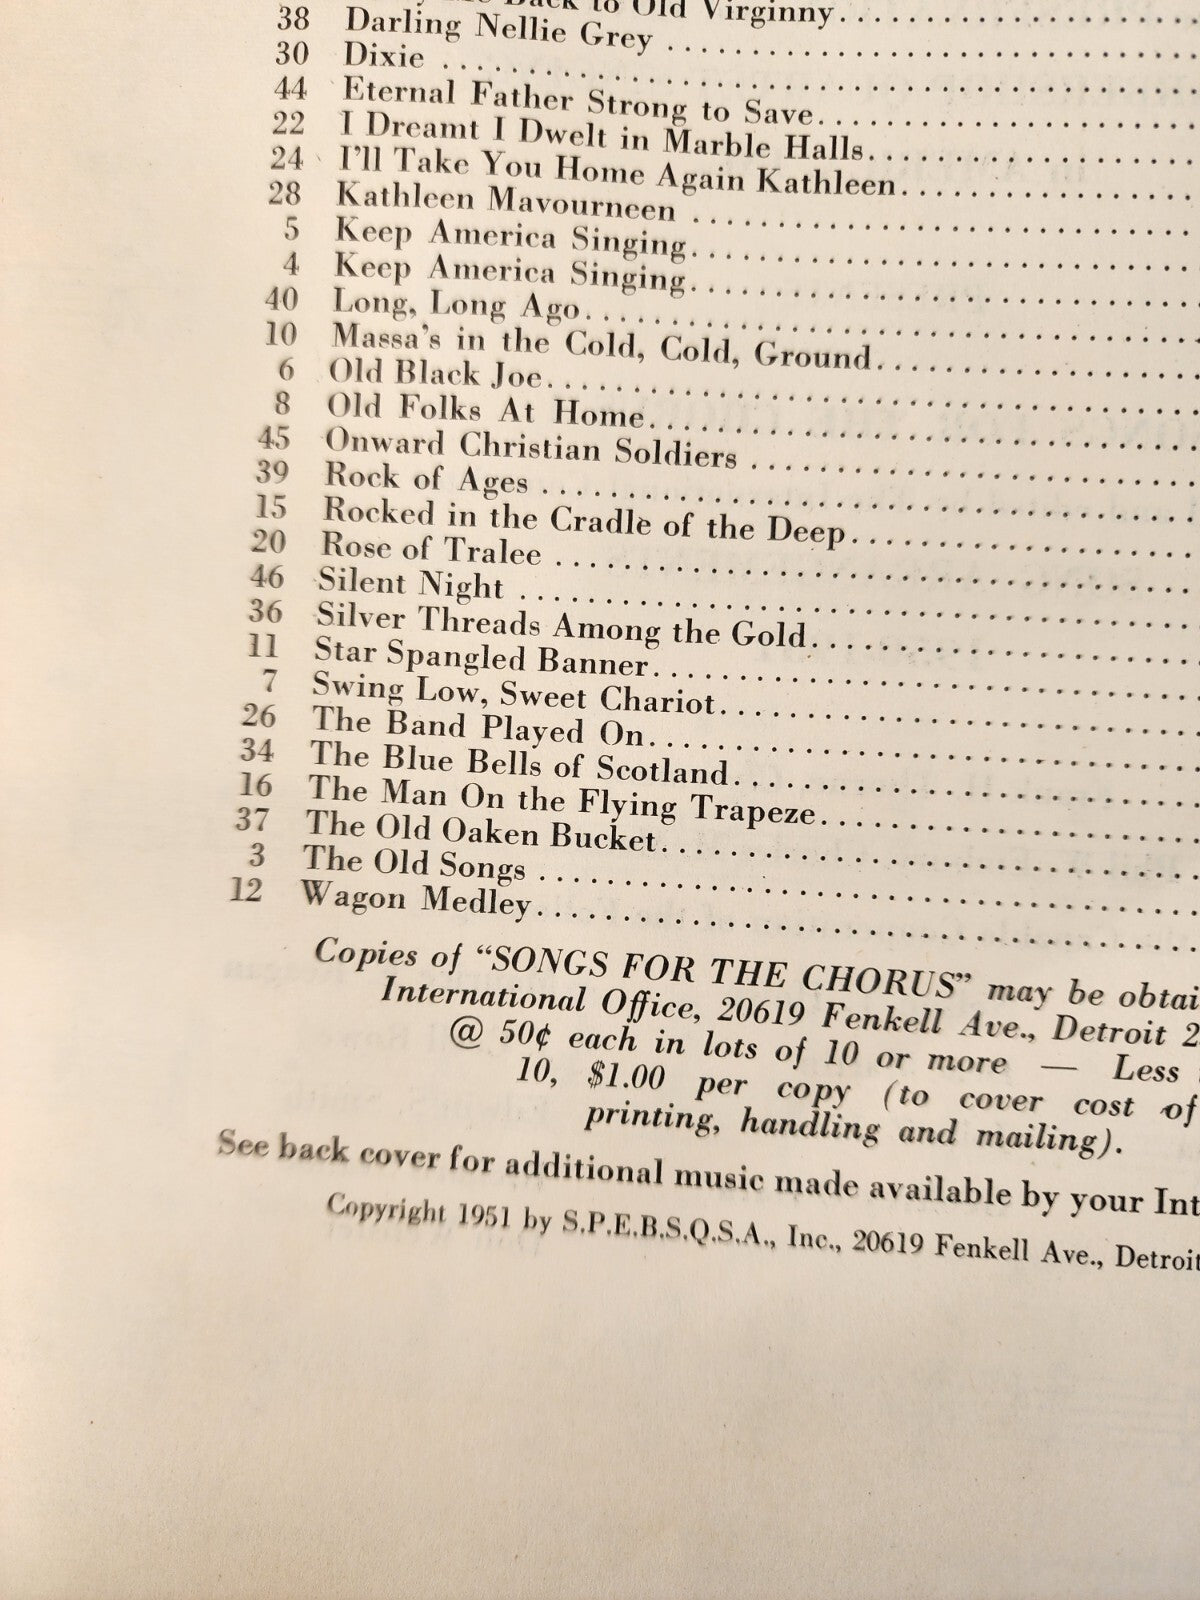 Back to Old Virginny
38 Darling Nellie Grey
30 Dixie
44 Eternal Father Strong to Save
22 I Dreamt I Dwelt in Marble Halls
24 I'll Take You Home Again Kathleen
28 Kathleen Mavourneen
5 Keep America Singing
4 Keep America Singing
40 Long, Long Ago
10 Massa's in the Cold, Cold, Ground
6 Old Black Joe
8 Old Folks At Home
45 Onward Christian Soldiers
39 Rock of Ages
15 Rocked in the Cradle of the Deep
20 Rose of Tralee
46 Silent Night
36 Silver Threads Among the Gold
11 Star Spangled Banner
7 Swing Low, Sweet Chariot
26 The Band Played On
34 The Blue Bells of Scotland
16 The Man On the Flying Trapeze
37 The Old Oaken Bucket
3 The Old Songs
12 Wagon Medley
Copies of "SONGS FOR THE CHORUS" may be obtai
International Office, 20619 Fenkell Ave., Detroit 2
@ 50¢ each in lots of 10 or more — Less
10, $1.00 per copy (to cover cost of
printing, handling and mailing).
See back cover for additional music made available by your Int
Copyright 1951 by S.P.E.B.S.Q.S.A., Inc., 20619 Fenkell Ave., Detroit